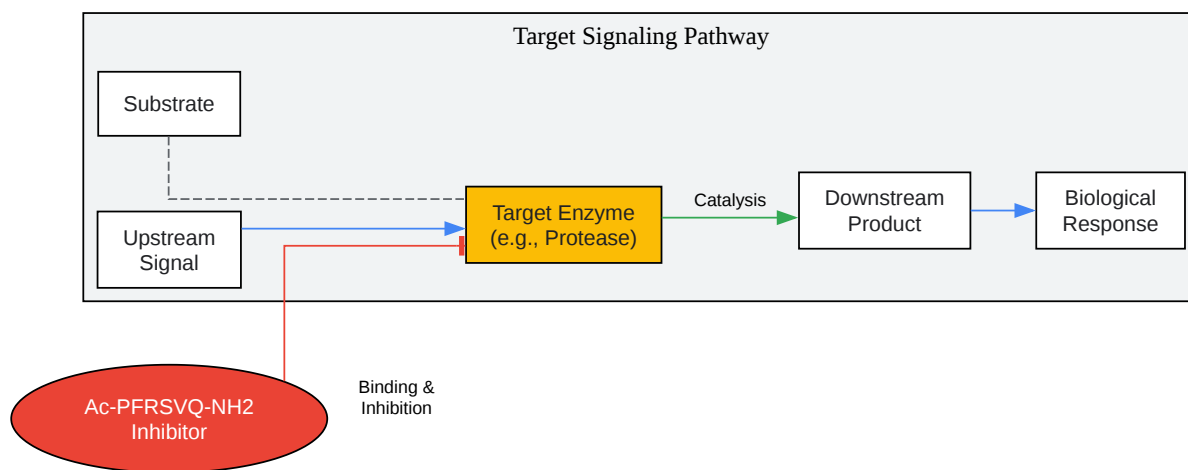 Target Signaling Pathway
Substrate
Upstream
Signal
Target Enzyme
(e.g., Protease)
Catalysis
Downstream
Product
Biological
Response
Ac-PFRSVQ-NH2
Inhibitor
Binding &
Inhibition